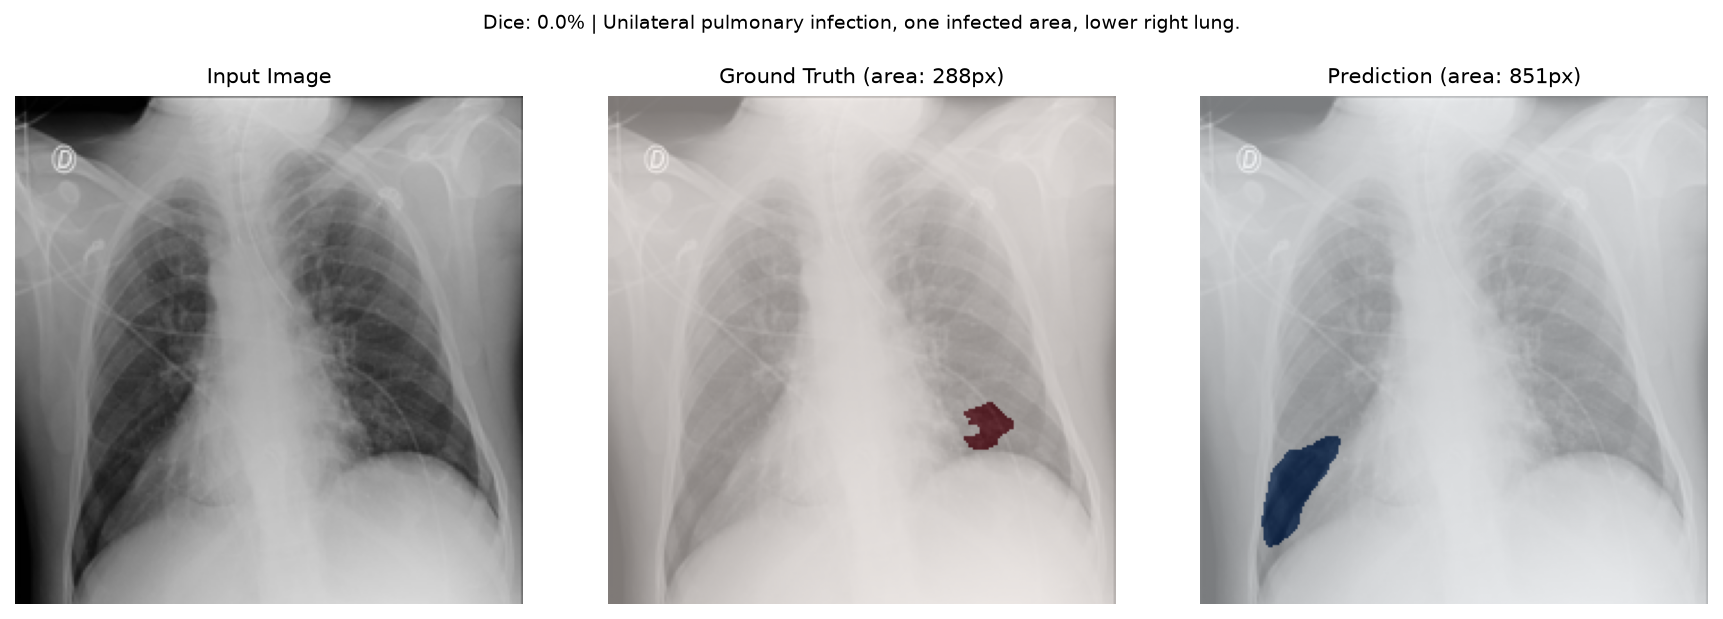 Dice: 0.0% | Unilateral pulmonary infection, one infected area, lower right lung.
Input Image
Ground Truth (area: 288px)
Prediction (area: 851px)
D
D
D